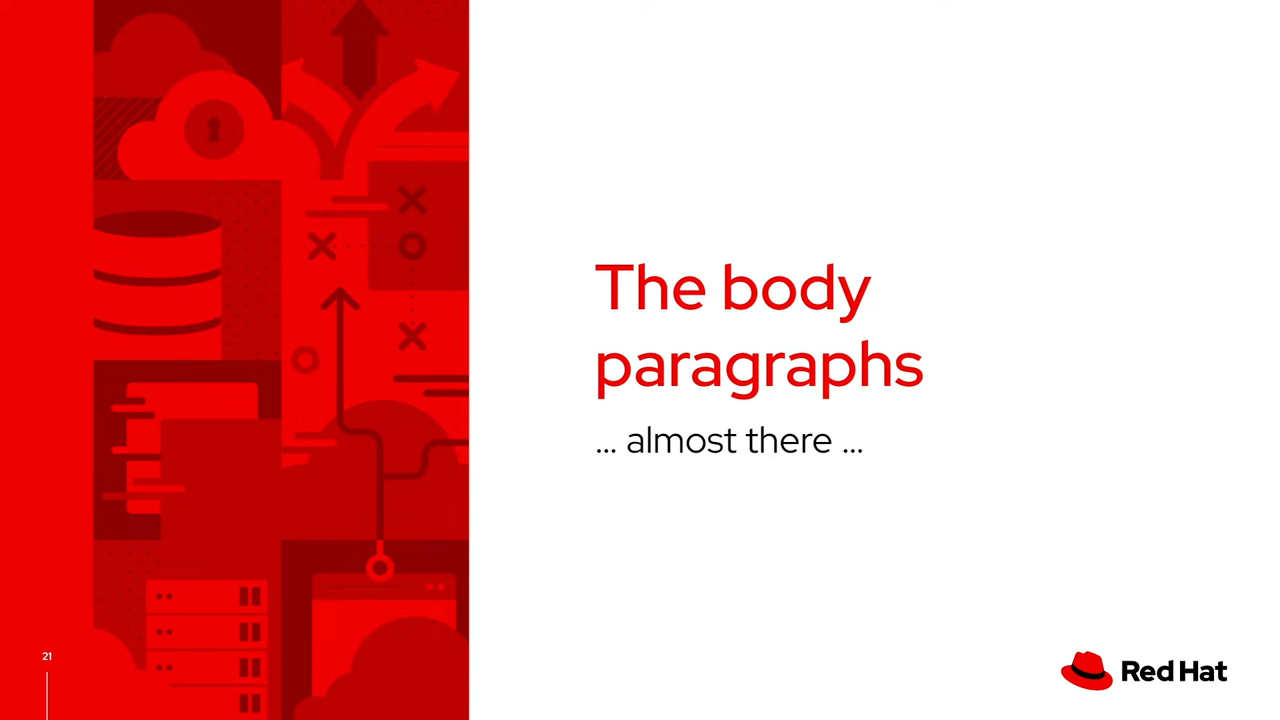 The body
paragraphs
... almost there ...
21
Red Hat